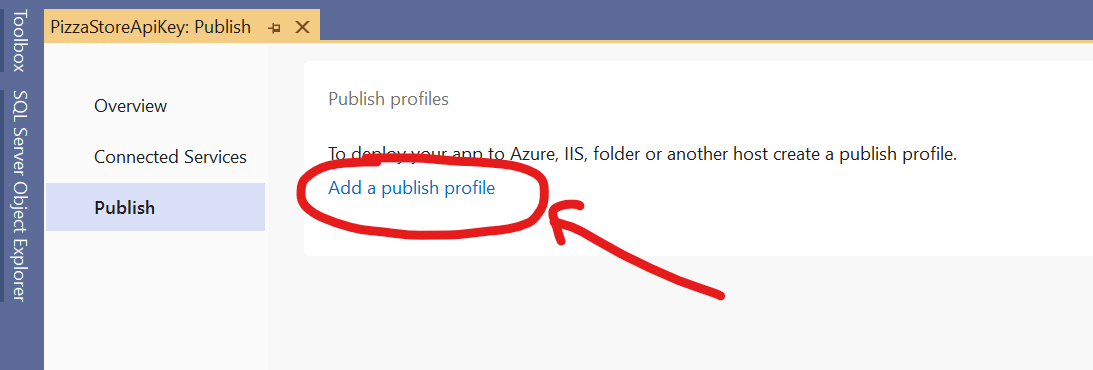 Toolbox
SQL Server Object Explorer
PizzaStoreApiKey: Publish
Overview
Connected Services
Publish
Publish profiles
To deploy your app to Azure, IIS, folder or another host create a publish profile.
Add a publish profile